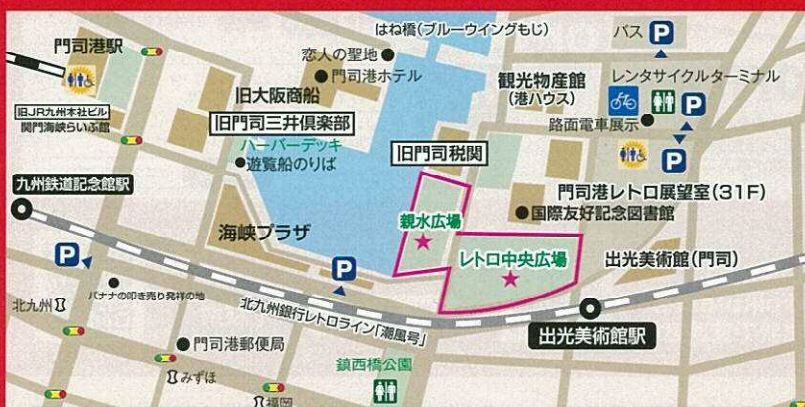 はね橋(ブルーウイングもじ)
バス P
門司港駅
恋人の聖地
門司港ホテル
観光物産館
(港ハウス)
レンタサイクルターミナル
P
旧大阪商船
旧JR九州本社ビル
関門海峡らいぶ館
旧門司三井倶楽部
路面電車展示
ハーバーデッキ
遊覧船のりば
旧門司税関
P
九州鉄道記念館駅
門司港レトロ展望室(31F)
国際友好記念図書館
親水広場
海峡プラザ
レトロ中央広場
出光美術館(門司)
P
P
バナナの叩き売り発祥の地
北九州
北九州銀行レトロライン「潮風号」
出光美術館駅
門司港郵便局
鎮西橋公園
みずほ
福岡